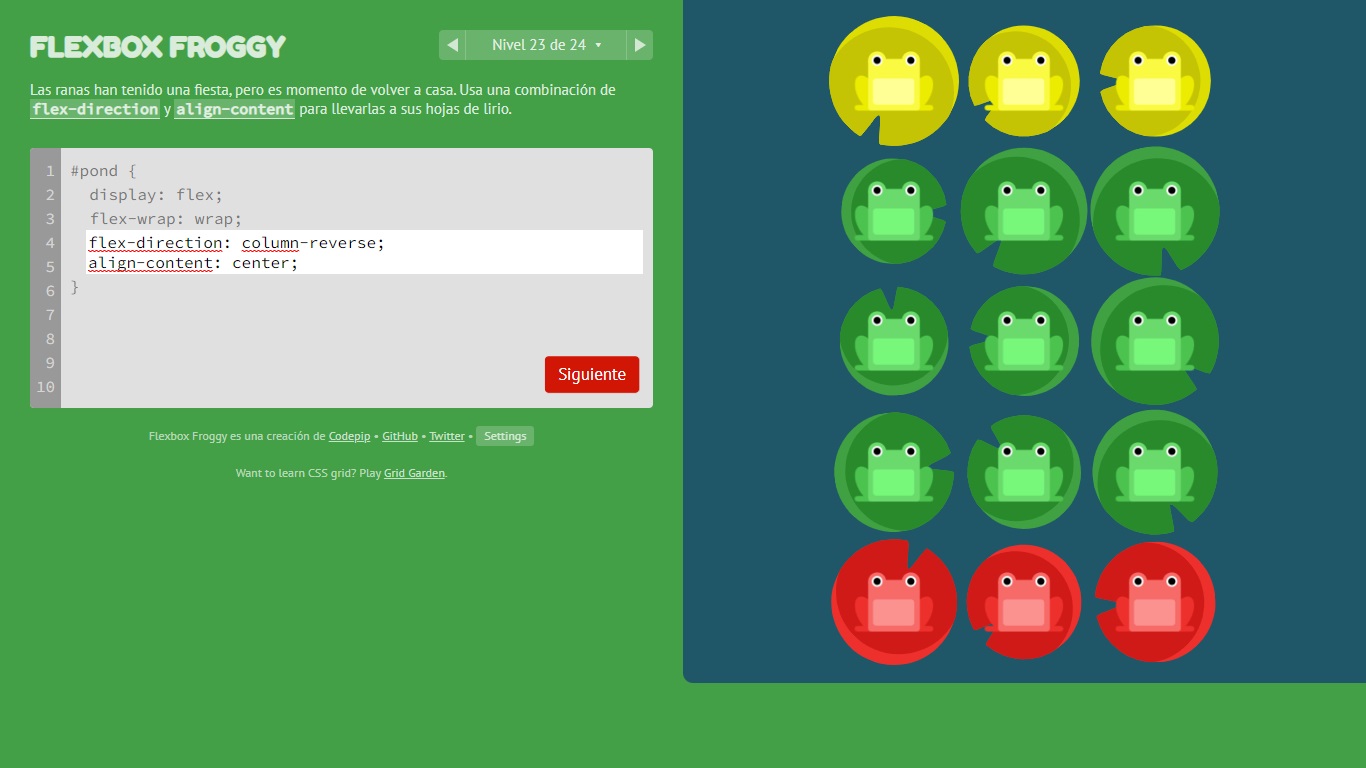 FLEXBOX FROGGY
Nivel 23 de 24
Las ranas han tenido una fiesta, pero es momento de volver a casa. Usa una combinación de
flex-direction y align-content para llevarlas a sus hojas de lirio.
1 #pond {
2 display: flex;
3 flex-wrap: wrap;
4 flex-direction: column-reverse;
5 align-content: center;
6 }
7
8
9
10
Siguiente
Flexbox Froggy es una creación de Codepip • GitHub • Twitter • Settings
Want to learn CSS grid? Play Grid Garden.